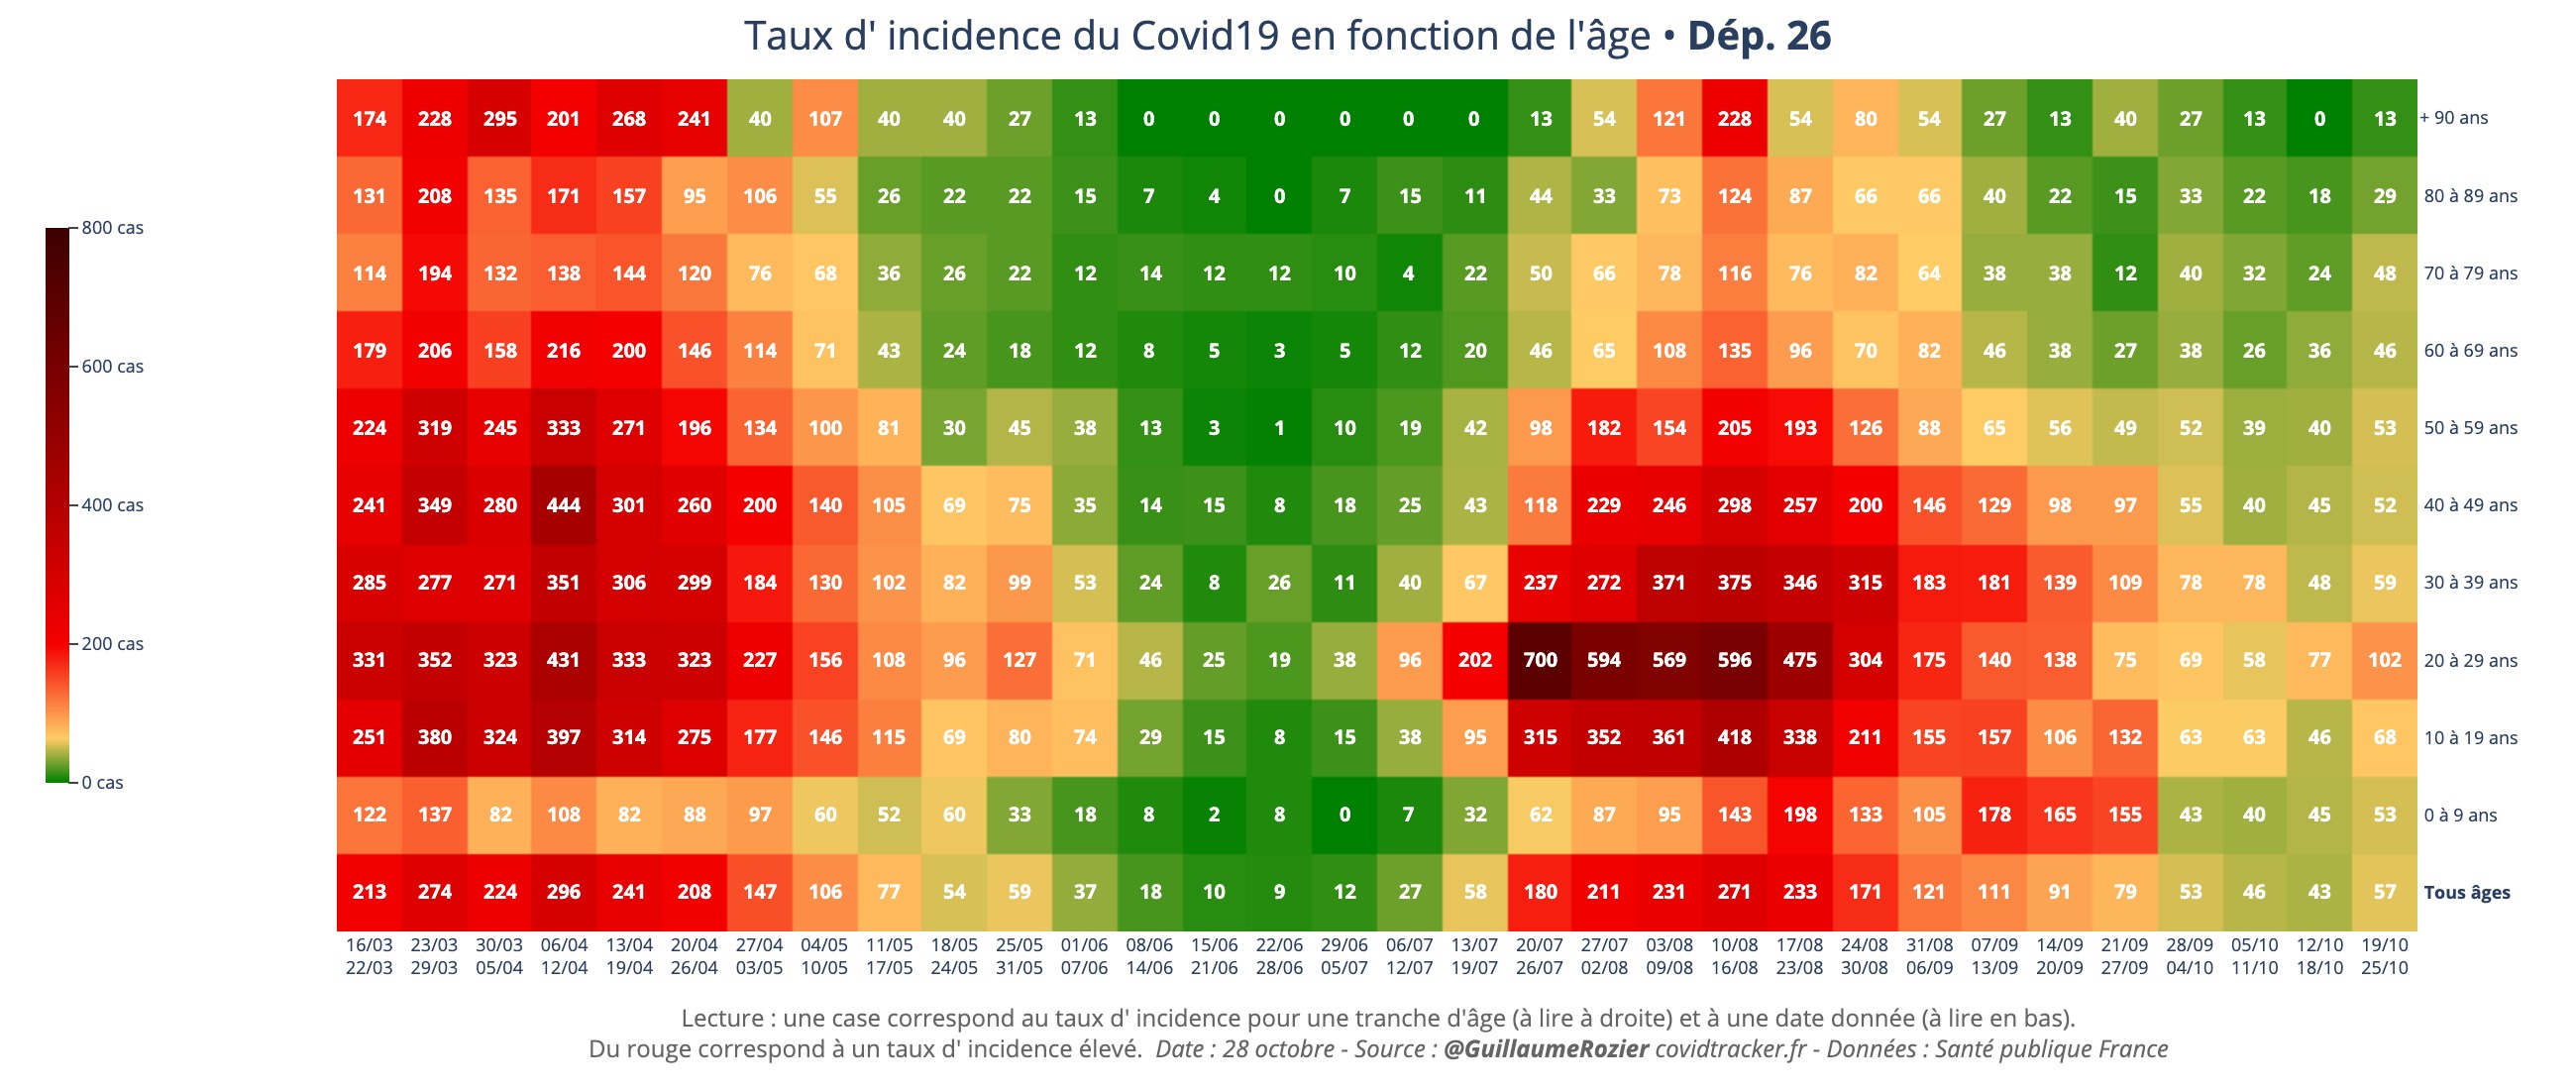 Taux d' incidence du Covid19 en fonction de l'âge • Dép. 26
800 cas
600 cas
400 cas
200 cas
0 cas
174 228 295 201 268 241 40 107 40 40 27 13 0 0 0 0 0 0 13 54 121 228 54 80 54 27 13 40 27 13 0 13 + 90 ans
131 208 135 171 157 95 106 55 26 22 22 15 7 4 0 7 15 11 44 33 73 124 87 66 66 40 22 15 33 22 18 29 80 à 89 ans
114 194 132 138 144 120 76 68 36 26 22 12 14 12 12 10 4 22 50 66 78 116 76 82 64 38 38 12 40 32 24 48 70 à 79 ans
179 206 158 216 200 146 114 71 43 24 18 12 8 5 3 5 12 20 46 65 108 135 96 70 82 46 38 27 38 26 36 46 60 à 69 ans
224 319 245 333 271 196 134 100 81 30 45 38 13 3 1 10 19 42 98 182 154 205 193 126 88 65 56 49 52 39 40 53 50 à 59 ans
241 349 280 444 301 260 200 140 105 69 75 35 14 15 8 18 25 43 118 229 246 298 257 200 146 129 98 97 55 40 45 52 40 à 49 ans
285 277 271 351 306 299 184 130 102 82 99 53 24 8 26 11 40 67 237 272 371 375 346 315 183 181 139 109 78 78 48 59 30 à 39 ans
331 352 323 431 333 323 227 156 108 96 127 71 46 25 19 38 96 202 700 594 569 596 475 304 175 140 138 75 69 58 77 102 20 à 29 ans
251 380 324 397 314 275 177 146 115 69 80 74 29 15 8 15 38 95 315 352 361 418 338 211 155 157 106 132 63 63 46 68 10 à 19 ans
122 137 82 108 82 88 97 60 52 60 33 18 8 2 8 0 7 32 62 87 95 143 198 133 105 178 165 155 43 40 45 53 0 à 9 ans
213 274 224 296 241 208 147 106 77 54 59 37 18 10 9 12 27 58 180 211 231 271 233 171 121 111 91 79 53 46 43 57 Tous âges
16/03 23/03 30/03 06/04 13/04 20/04 27/04 04/05 11/05 18/05 25/05 01/06 08/06 15/06 22/06 29/06 06/07 13/07 20/07 27/07 03/08 10/08 17/08 24/08 31/08 07/09 14/09 21/09 28/09 05/10 12/10 19/10
22/03 29/03 05/04 12/04 19/04 26/04 03/05 10/05 17/05 24/05 31/05 07/06 14/06 21/06 28/06 05/07 12/07 19/07 26/07 02/08 09/08 16/08 23/08 30/08 06/09 13/09 20/09 27/09 04/10 11/10 18/10 25/10
Lecture : une case correspond au taux d' incidence pour une tranche d'âge (à lire à droite) et à une date donnée (à lire en bas).
Du rouge correspond à un taux d' incidence élevé. Date : 28 octobre - Source : @GuillaumeRozier covidtracker.fr - Données : Santé publique France